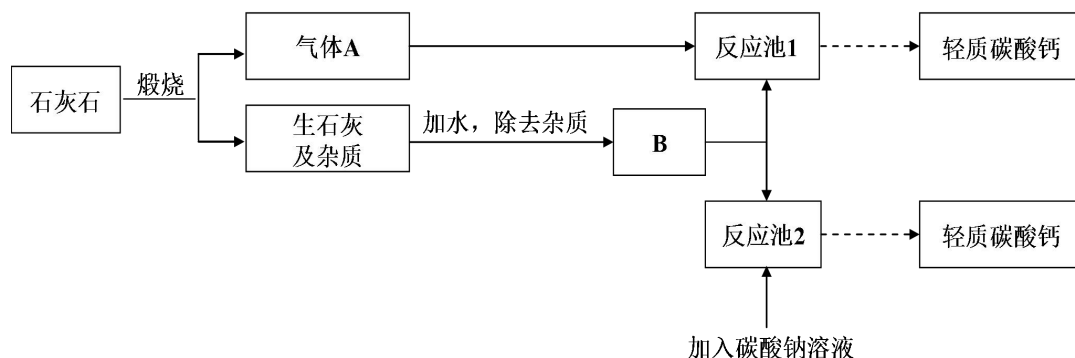 石灰石
煅烧
气体A
生石灰
及杂质
加水，除去杂质
B
反应池1
轻质碳酸钙
反应池2
轻质碳酸钙
加入碳酸钠溶液